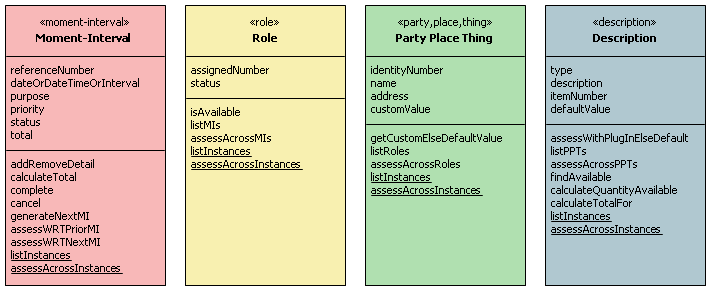 «moment-interval»
Moment-Interval
referenceNumber
dateOrDateTimeOrInterval
purpose
priority
status
total
addRemoveDetail
calculateTotal
complete
cancel
generateNextMI
assessWRTPriorMI
assessWRTNextMI
listInstances
assessAcrossInstances
«role»
Role
assignedNumber
status
isAvailable
listMIs
assessAcrossMIs
listInstances
assessAcrossInstances
«party,place,thing»
Party Place Thing
identityNumber
name
address
customValue
getCustomElseDefaultValue
listRoles
assessAcrossRoles
listInstances
assessAcrossInstances
«description»
Description
type
description
itemNumber
defaultValue
assessWithPlugInElseDefault
listPPTs
assessAcrossPPTs
findAvailable
calculateQuantityAvailable
calculateTotalFor
listInstances
assessAcrossInstances